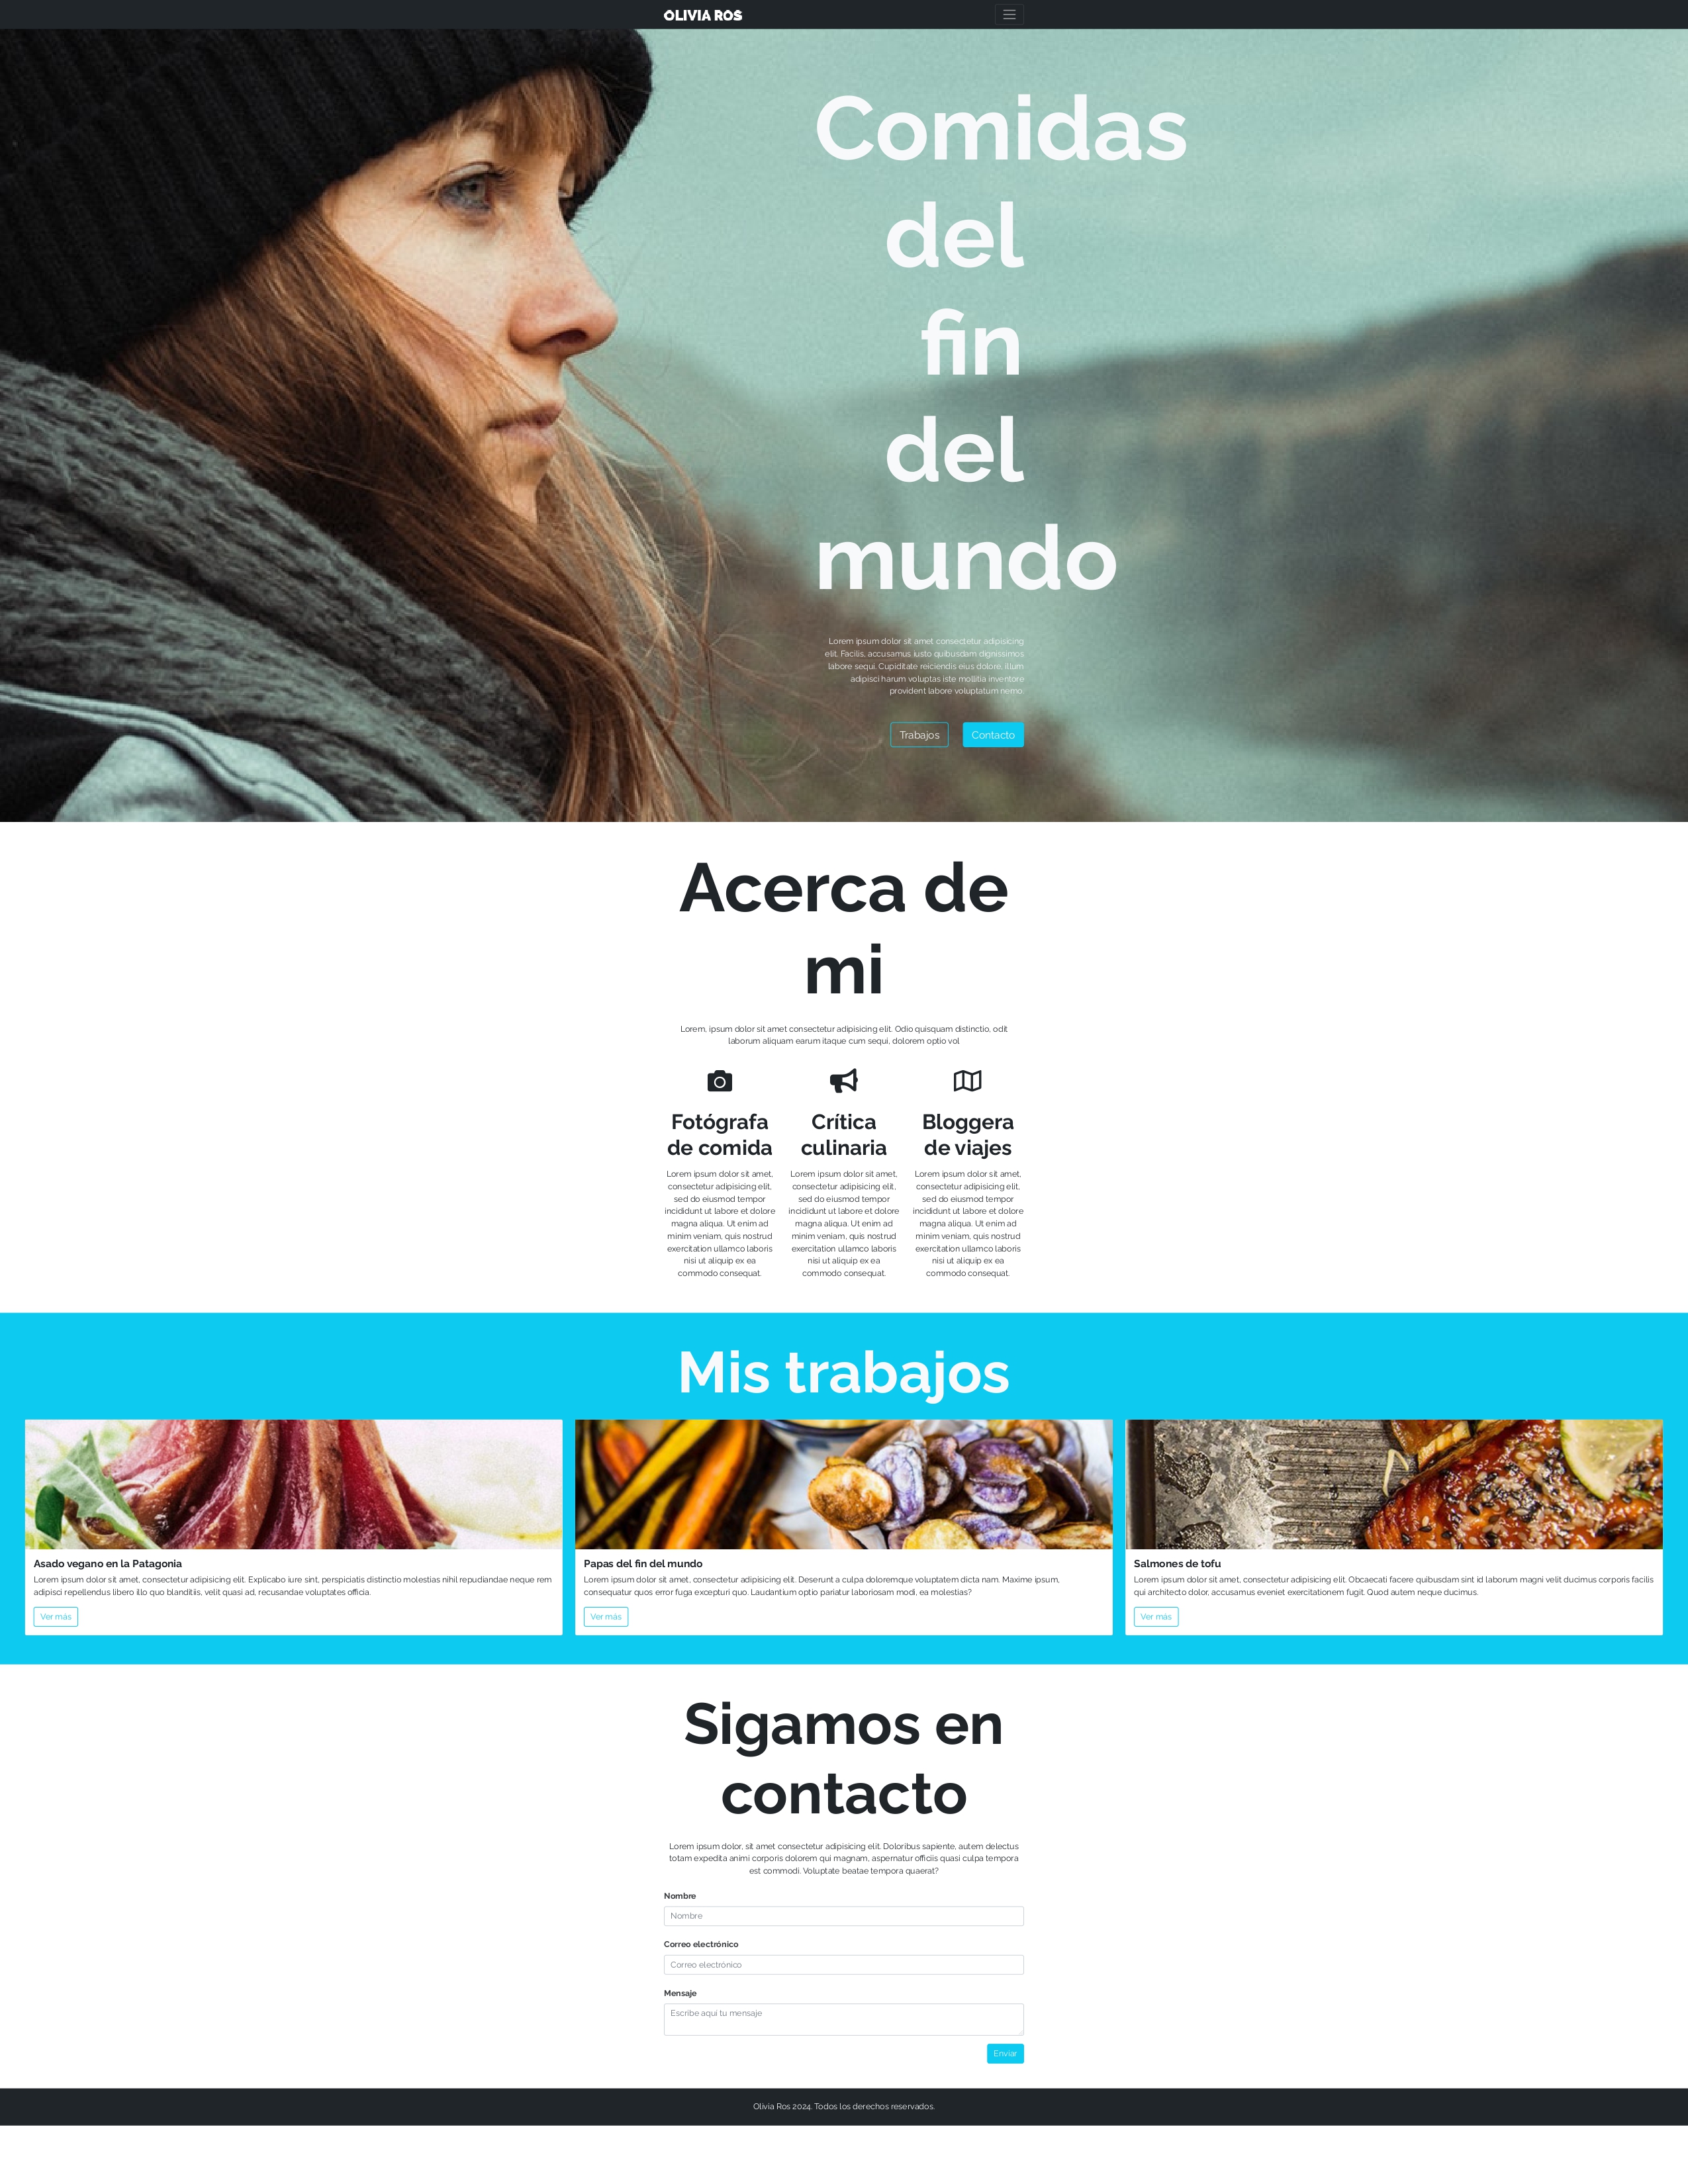 OLIVIA ROS
Comidas
del
fin
del
mundo
Lorem ipsum dolor sit amet consectetur adipisicing
elit. Facilis, accusamus iusto quibusdam dignissimos
labore sequi. Cupiditate reiciendis eius dolore, illum
adipisci harum voluptas iste mollitia inventore
provident labore voluptatum nemo.
Trabajos
Contacto
Acerca de
mi
Lorem, ipsum dolor sit amet consectetur adipisicing elit. Odio quisquam distinctio, odit
laborum aliquam earum itaque cum sequi, dolorem optio vol
Fotógrafa
de comida
Lorem ipsum dolor sit amet,
consectetur adipisicing elit,
sed do eiusmod tempor
incididunt ut labore et dolore
magna aliqua. Ut enim ad
minim veniam, quis nostrud
exercitation ullamco laboris
nisi ut aliquip ex ea
commodo consequat.
Crítica
culinaria
Lorem ipsum dolor sit amet,
consectetur adipisicing elit,
sed do eiusmod tempor
incididunt ut labore et dolore
magna aliqua. Ut enim ad
minim veniam, quis nostrud
exercitation ullamco laboris
nisi ut aliquip ex ea
commodo consequat.
Bloggera
de viajes
Lorem ipsum dolor sit amet,
consectetur adipisicing elit,
sed do eiusmod tempor
incididunt ut labore et dolore
magna aliqua. Ut enim ad
minim veniam, quis nostrud
exercitation ullamco laboris
nisi ut aliquip ex ea
commodo consequat.
Mis trabajos
Asado vegano en la Patagonia
Lorem ipsum dolor sit amet, consectetur adipisicing elit. Explicabo iure sint, perspiciatis distinctio molestias nihil repudiandae neque rem
adipisci repellendus libero illo quo blanditiis, velit quasi ad, recusandae voluptates officia.
Ver más
Papas del fin del mundo
Lorem ipsum dolor sit amet, consectetur adipisicing elit. Deserunt a culpa doloremque voluptatem dicta nam. Maxime ipsum,
consequatur quos error fuga excepturi quo. Laudantium optio pariatur laboriosam modi, ea molestias?
Ver más
Salmones de tofu
Lorem ipsum dolor sit amet, consectetur adipisicing elit. Obcaecati facere quibusdam sint id laborum magni velit ducimus corporis facilis
qui architecto dolor, accusamus eveniet exercitationem fugit. Quod autem neque ducimus.
Ver más
Sigamos en
contacto
Lorem ipsum dolor, sit amet consectetur adipisicing elit. Doloribus sapiente, autem delectus
totam expedita animi corporis dolorem qui magnam, aspernatur officiis quasi culpa tempora
est commodi. Voluptate beatae tempora quaerat?
Nombre
Nombre
Correo electrónico
Correo electrónico
Mensaje
Escribe aquí tu mensaje
Enviar
Olivia Ros 2024. Todos los derechos reservados.